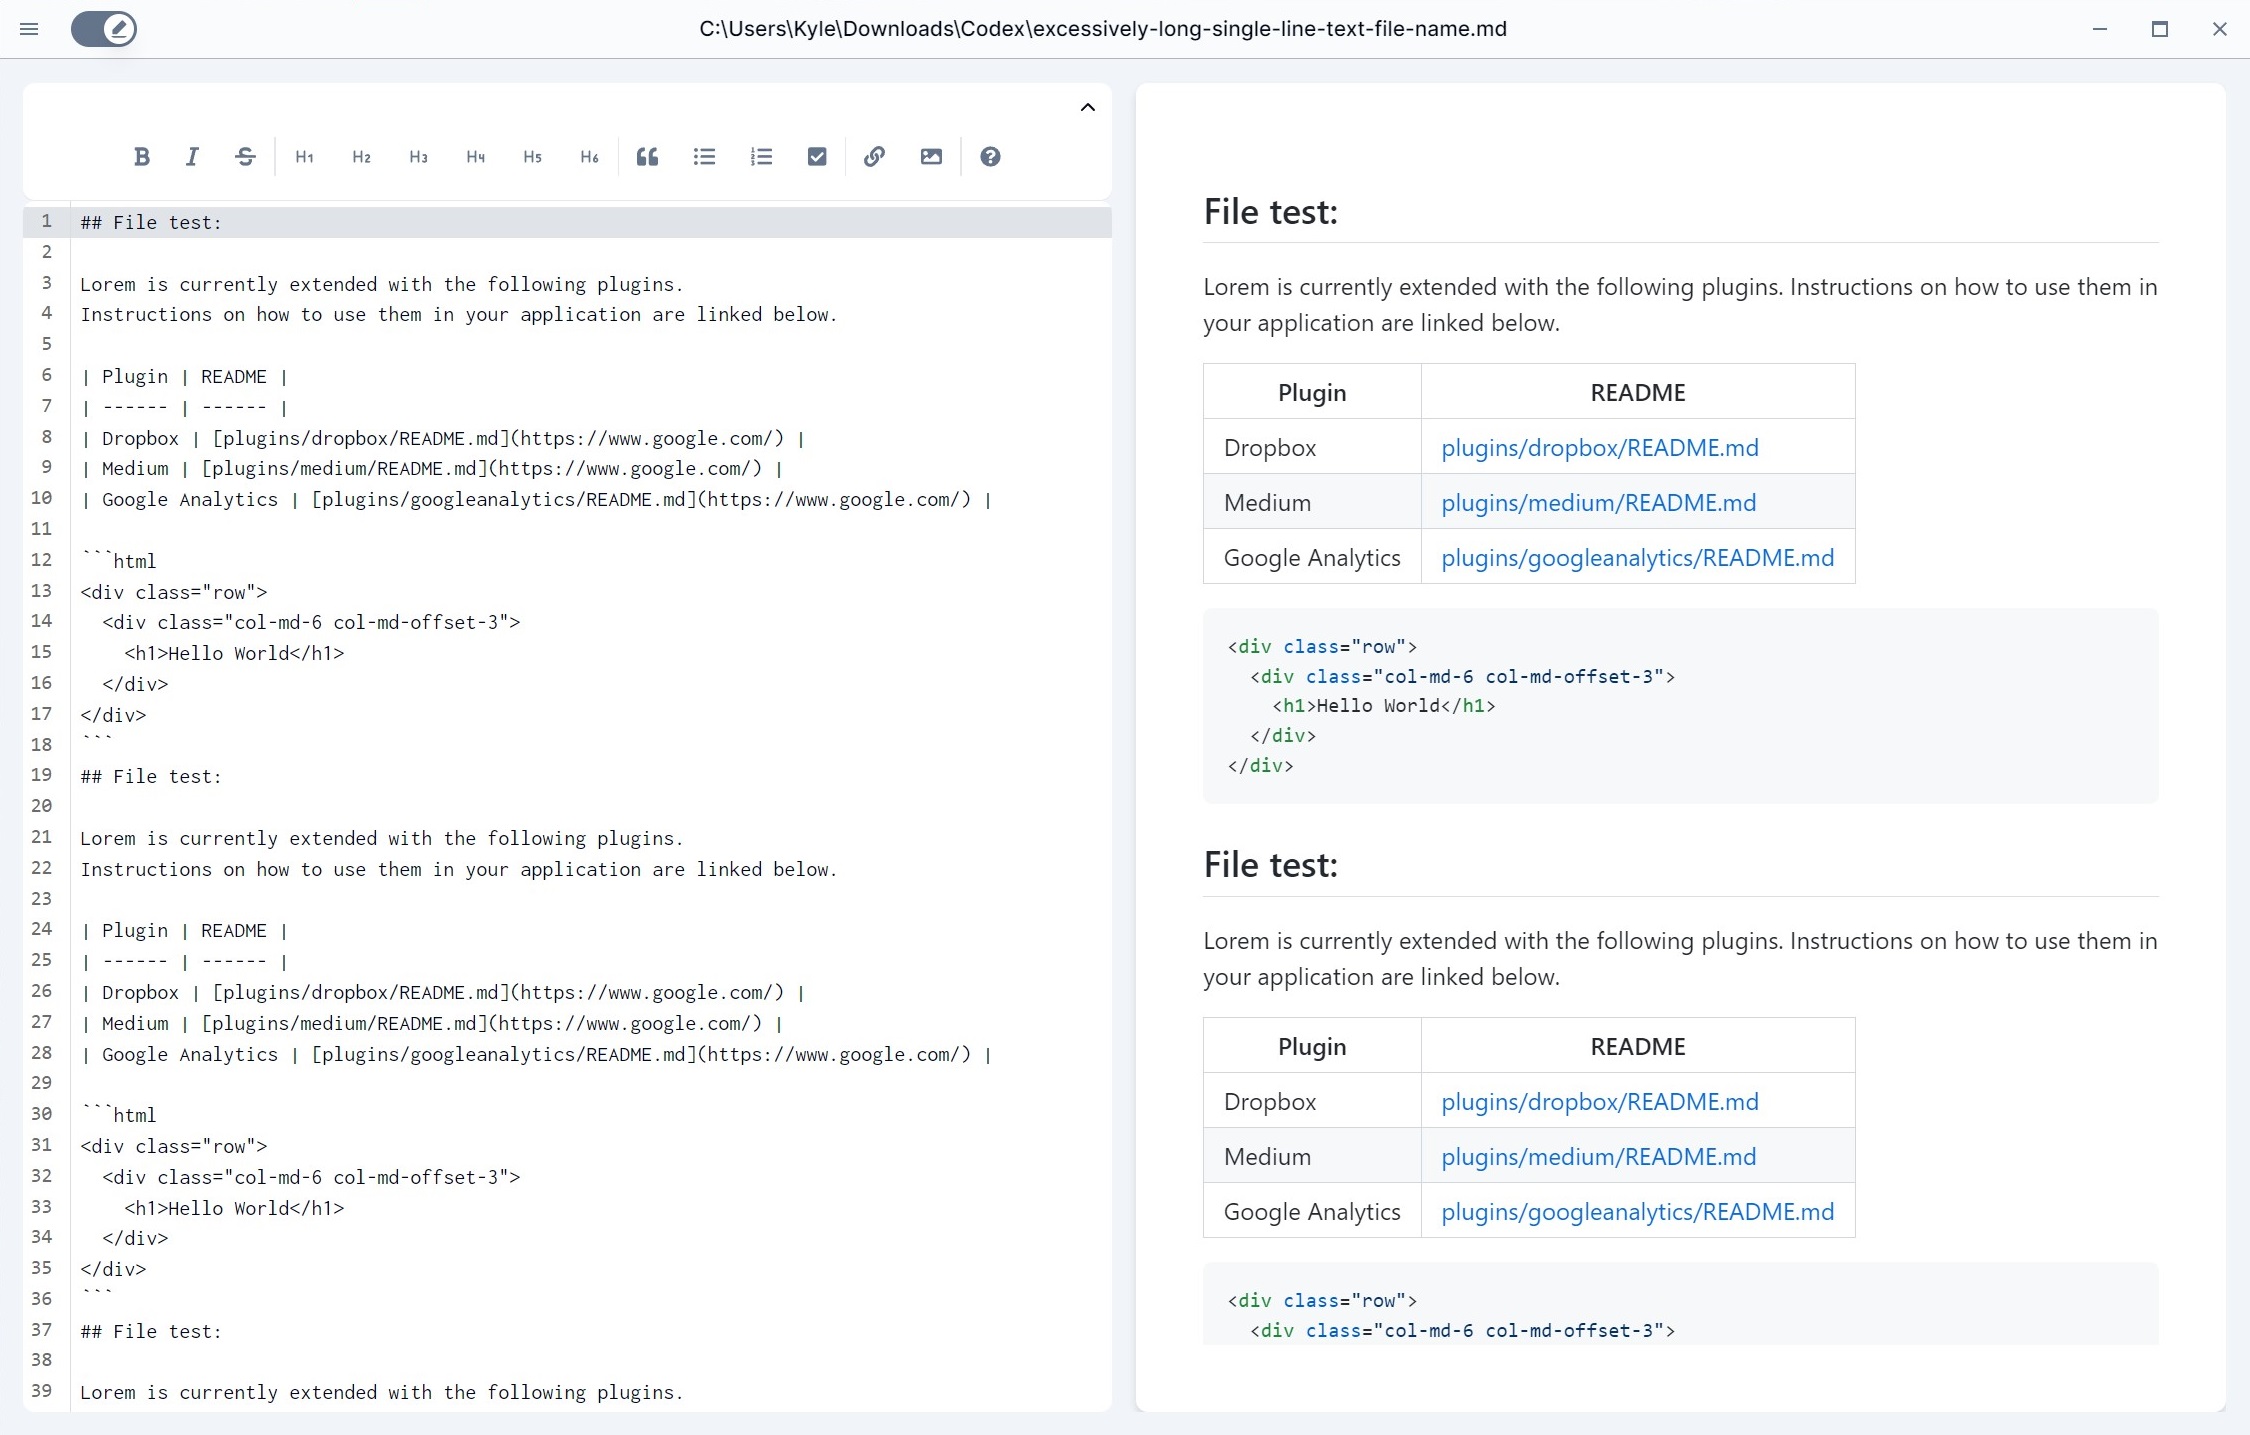 C:\Users\Kyle\Downloads\Codex\excessively-long-single-line-text-file-name.md
B I S H1 H2 H3 H4 H5 H6
1 ## File test:
2
3 Lorem is currently extended with the following plugins.
4 Instructions on how to use them in your application are linked below.
5
6 | Plugin | README |
7 | ------ | ------ |
8 | Dropbox | [plugins/dropbox/README.md](https://www.google.com/) |
9 | Medium | [plugins/medium/README.md](https://www.google.com/) |
10 | Google Analytics | [plugins/googleanalytics/README.md](https://www.google.com/) |
11
12 ```html
13 <div class="row">
14   <div class="col-md-6 col-md-offset-3">
15     <h1>Hello World</h1>
16   </div>
17 </div>
18 ```
19 ## File test:
20
21 Lorem is currently extended with the following plugins.
22 Instructions on how to use them in your application are linked below.
23
24 | Plugin | README |
25 | ------ | ------ |
26 | Dropbox | [plugins/dropbox/README.md](https://www.google.com/) |
27 | Medium | [plugins/medium/README.md](https://www.google.com/) |
28 | Google Analytics | [plugins/googleanalytics/README.md](https://www.google.com/) |
29
30 ```html
31 <div class="row">
32   <div class="col-md-6 col-md-offset-3">
33     <h1>Hello World</h1>
34   </div>
35 </div>
36 ```
37 ## File test:
38
39 Lorem is currently extended with the following plugins.
File test:
Lorem is currently extended with the following plugins. Instructions on how to use them in
your application are linked below.
Plugin README
Dropbox plugins/dropbox/README.md
Medium plugins/medium/README.md
Google Analytics plugins/googleanalytics/README.md
<div class="row">
  <div class="col-md-6 col-md-offset-3">
    <h1>Hello World</h1>
  </div>
</div>
File test:
Lorem is currently extended with the following plugins. Instructions on how to use them in
your application are linked below.
Plugin README
Dropbox plugins/dropbox/README.md
Medium plugins/medium/README.md
Google Analytics plugins/googleanalytics/README.md
<div class="row">
  <div class="col-md-6 col-md-offset-3">